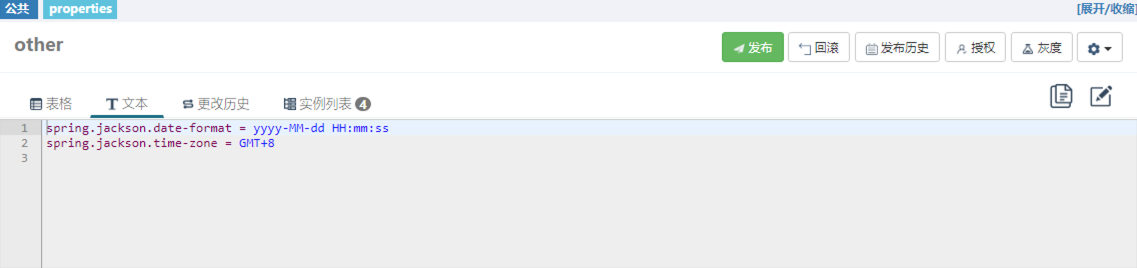 公共 properties [展开/收缩]
other 发布 回滚 发布历史 授权 灰度
表格 文本 更改历史 实例列表 4
1 spring.jackson.date-format = yyyy-MM-dd HH:mm:ss
2 spring.jackson.time-zone = GMT+8
3